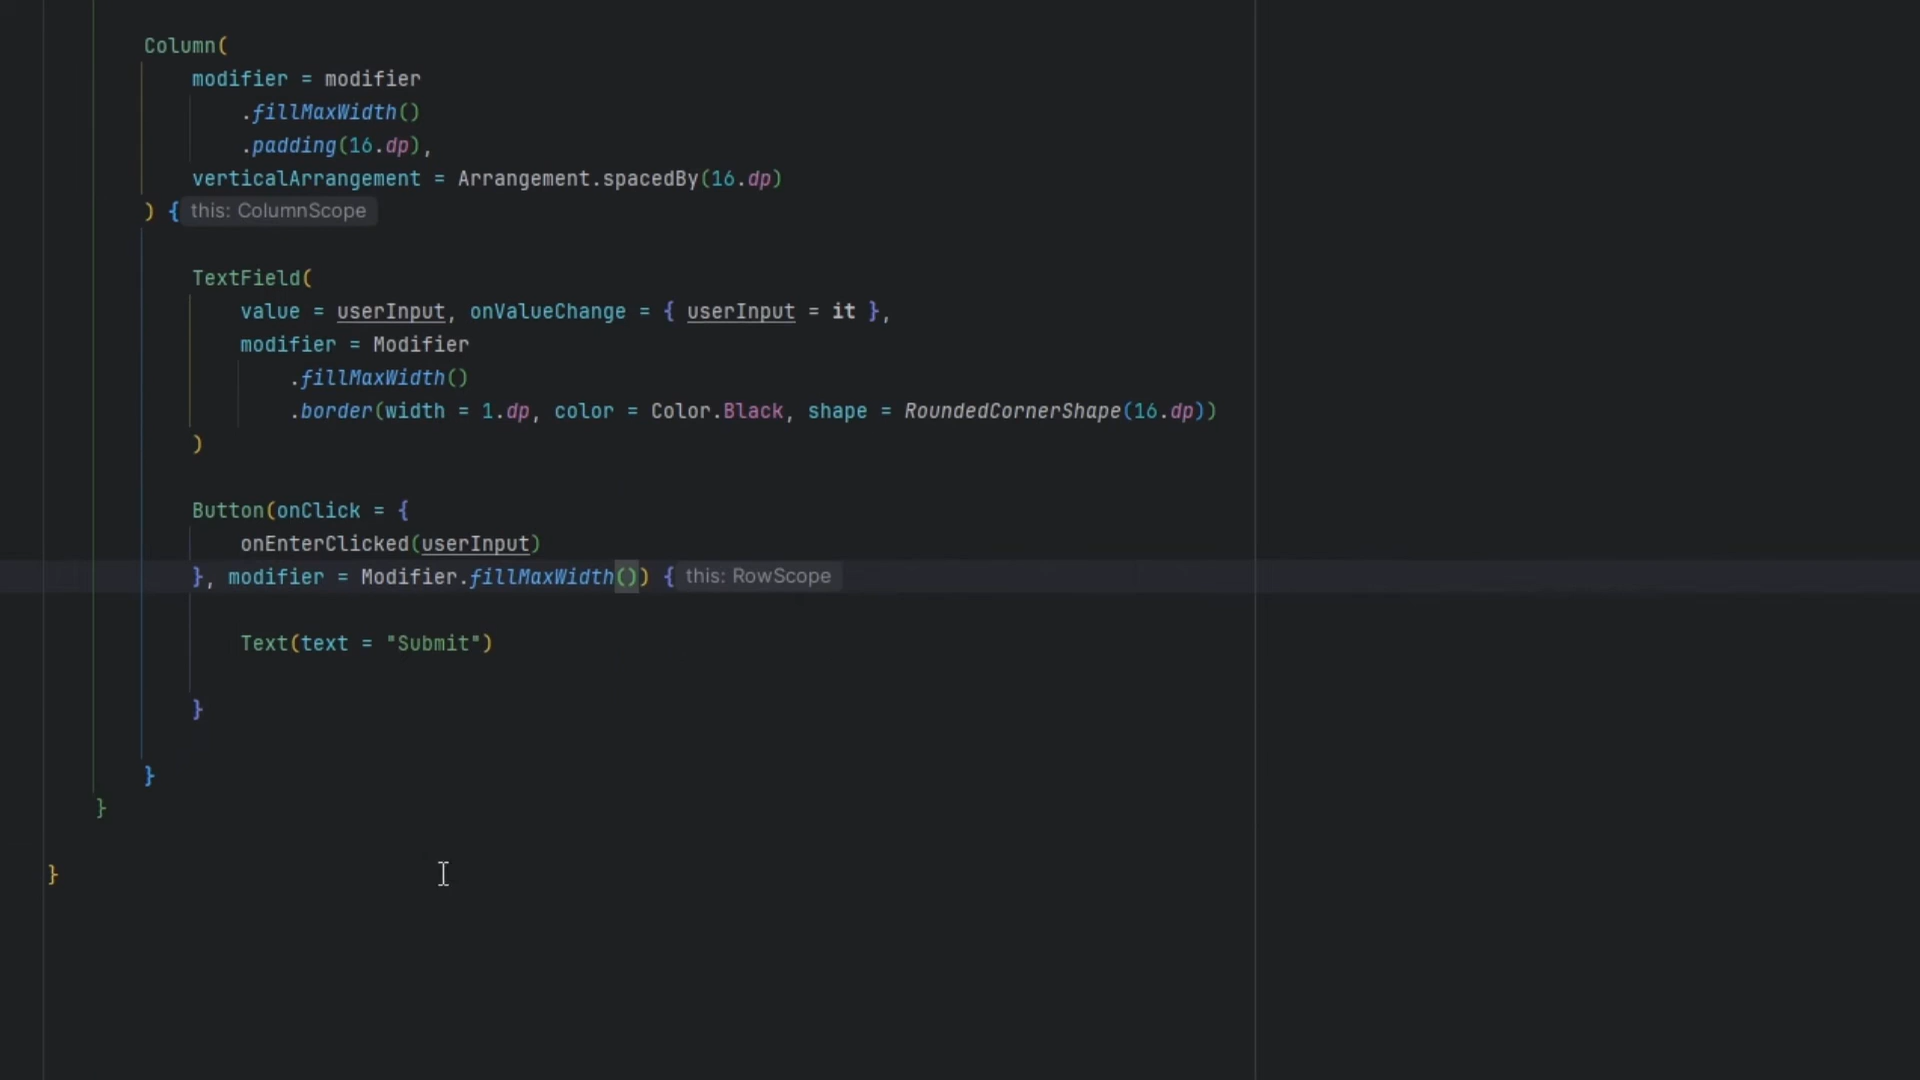 Column(
modifier = modifier
.fillMaxWidth()
.padding(16.dp),
verticalArrangement = Arrangement.spacedBy(16.dp)
) { this: ColumnScope
TextField(
value = userInput, onValueChange = { userInput = it },
modifier = Modifier
.fillMaxWidth()
.border(width = 1.dp, color = Color.Black, shape = RoundedCornerShape(16.dp))
)
Button(onClick = {
onEnterClicked(userInput)
}, modifier = Modifier.fillMaxWidth()) { this: RowScope
Text(text = "Submit")
}
}
}
}